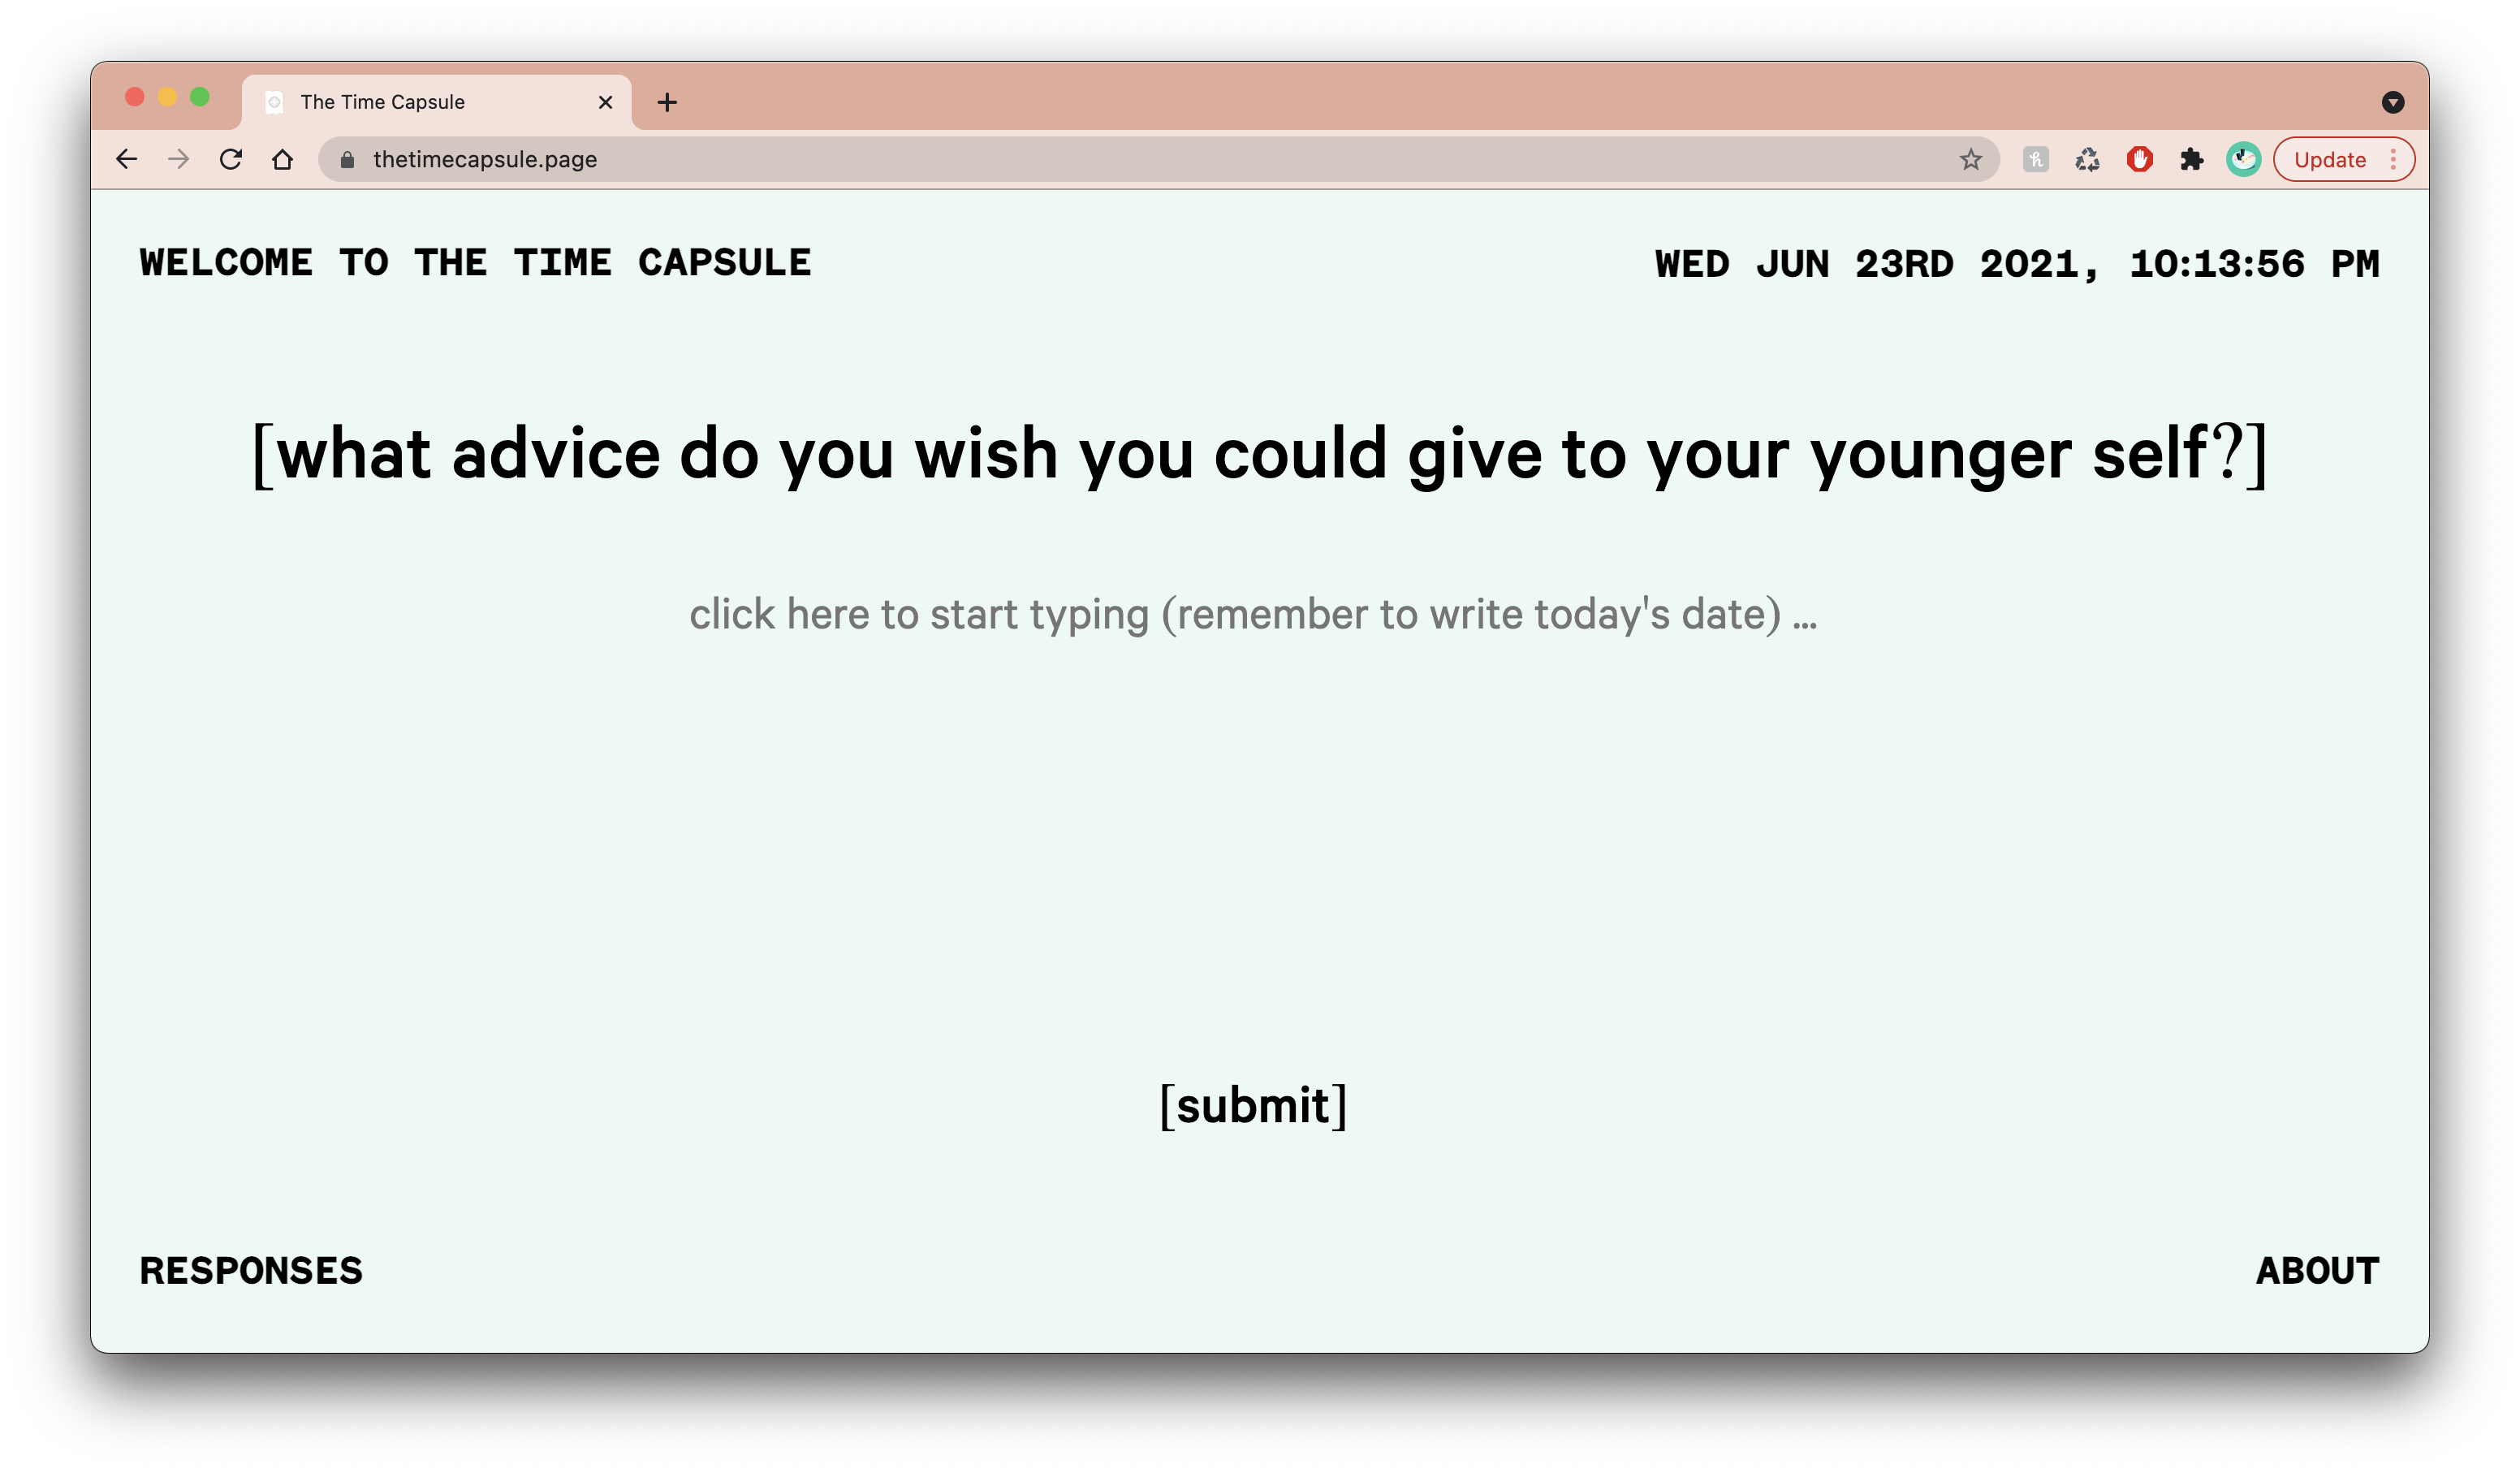 The Time Capsule
thetimecapsule.page
Update
WELCOME TO THE TIME CAPSULE
WED JUN 23RD 2021, 10:13:56 PM
[what advice do you wish you could give to your younger self?]
click here to start typing (remember to write today's date) ...
[submit]
RESPONSES
ABOUT